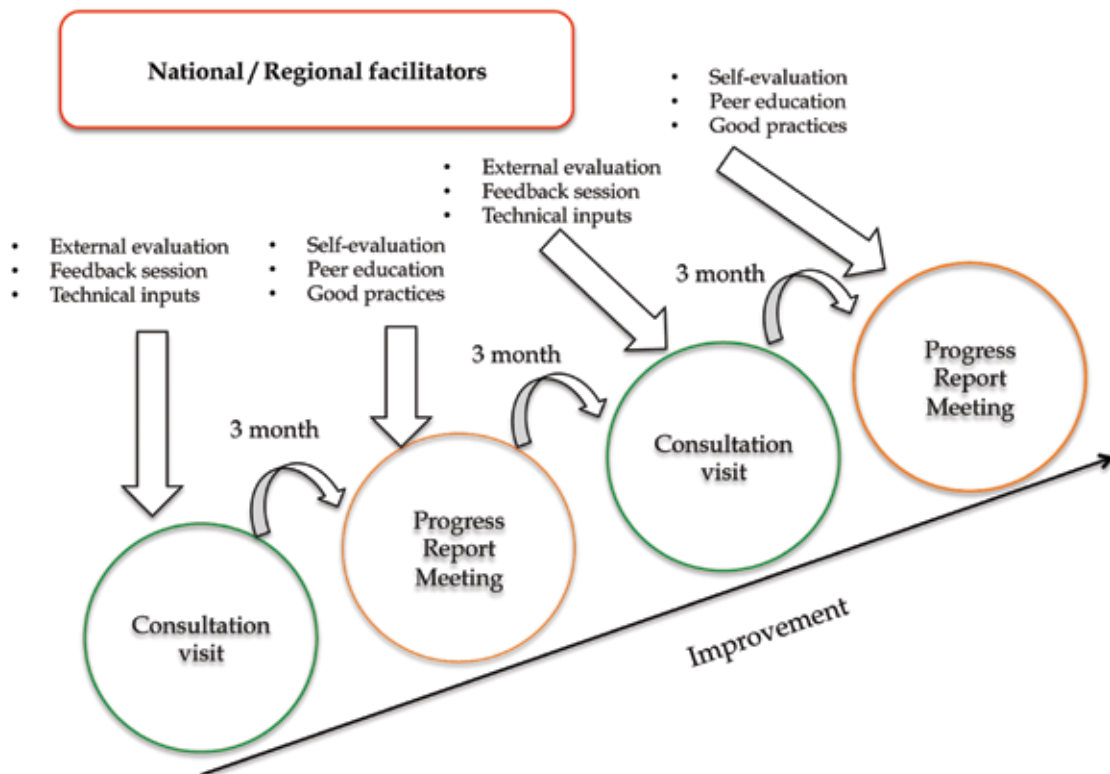 National / Regional facilitators
• Self-evaluation
• Peer education
• Good practices
• External evaluation
• Feedback session
• Technical inputs
• External evaluation
• Feedback session
• Technical inputs
• Self-evaluation
• Peer education
• Good practices
3 month
3 month
3 month
Consultation
visit
Progress
Report
Meeting
Consultation
visit
Progress
Report
Meeting
Improvement